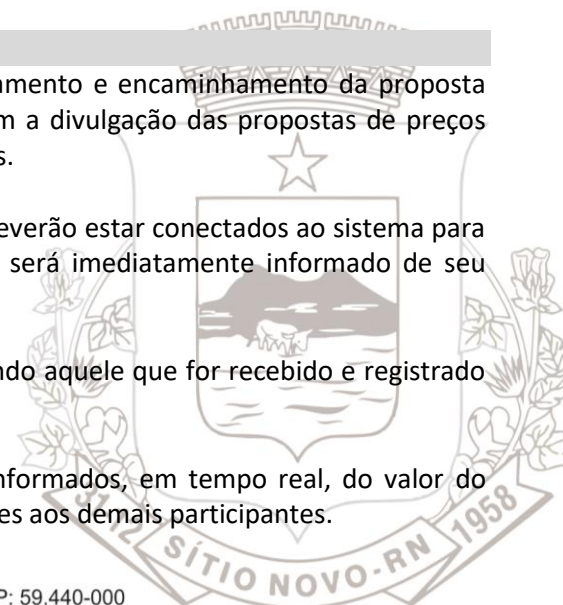 amento e encaminhamento da proposta
m a divulgação das propostas de preços
s.
everão estar conectados ao sistema para
será imediatamente informado de seu
ndo aquele que for recebido e registrado
nformados, em tempo real, do valor do
es aos demais participantes.
3112 SÍTIO NOVO-RN 1958
P: 59.440-000